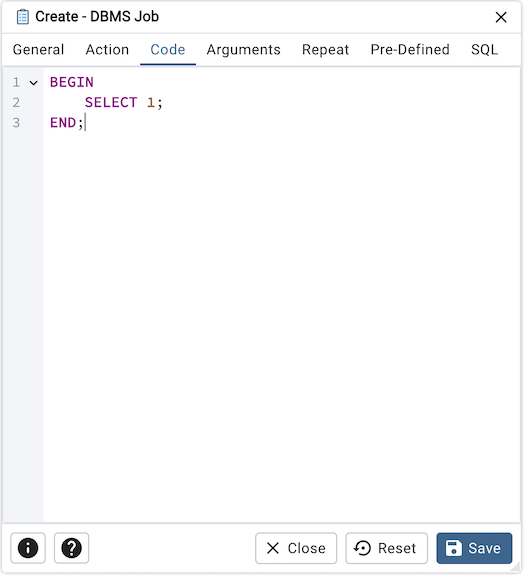 Create - DBMS Job
General Action Code Arguments Repeat Pre-Defined SQL
1 BEGIN
2 SELECT 1;
3 END;
Close Reset Save